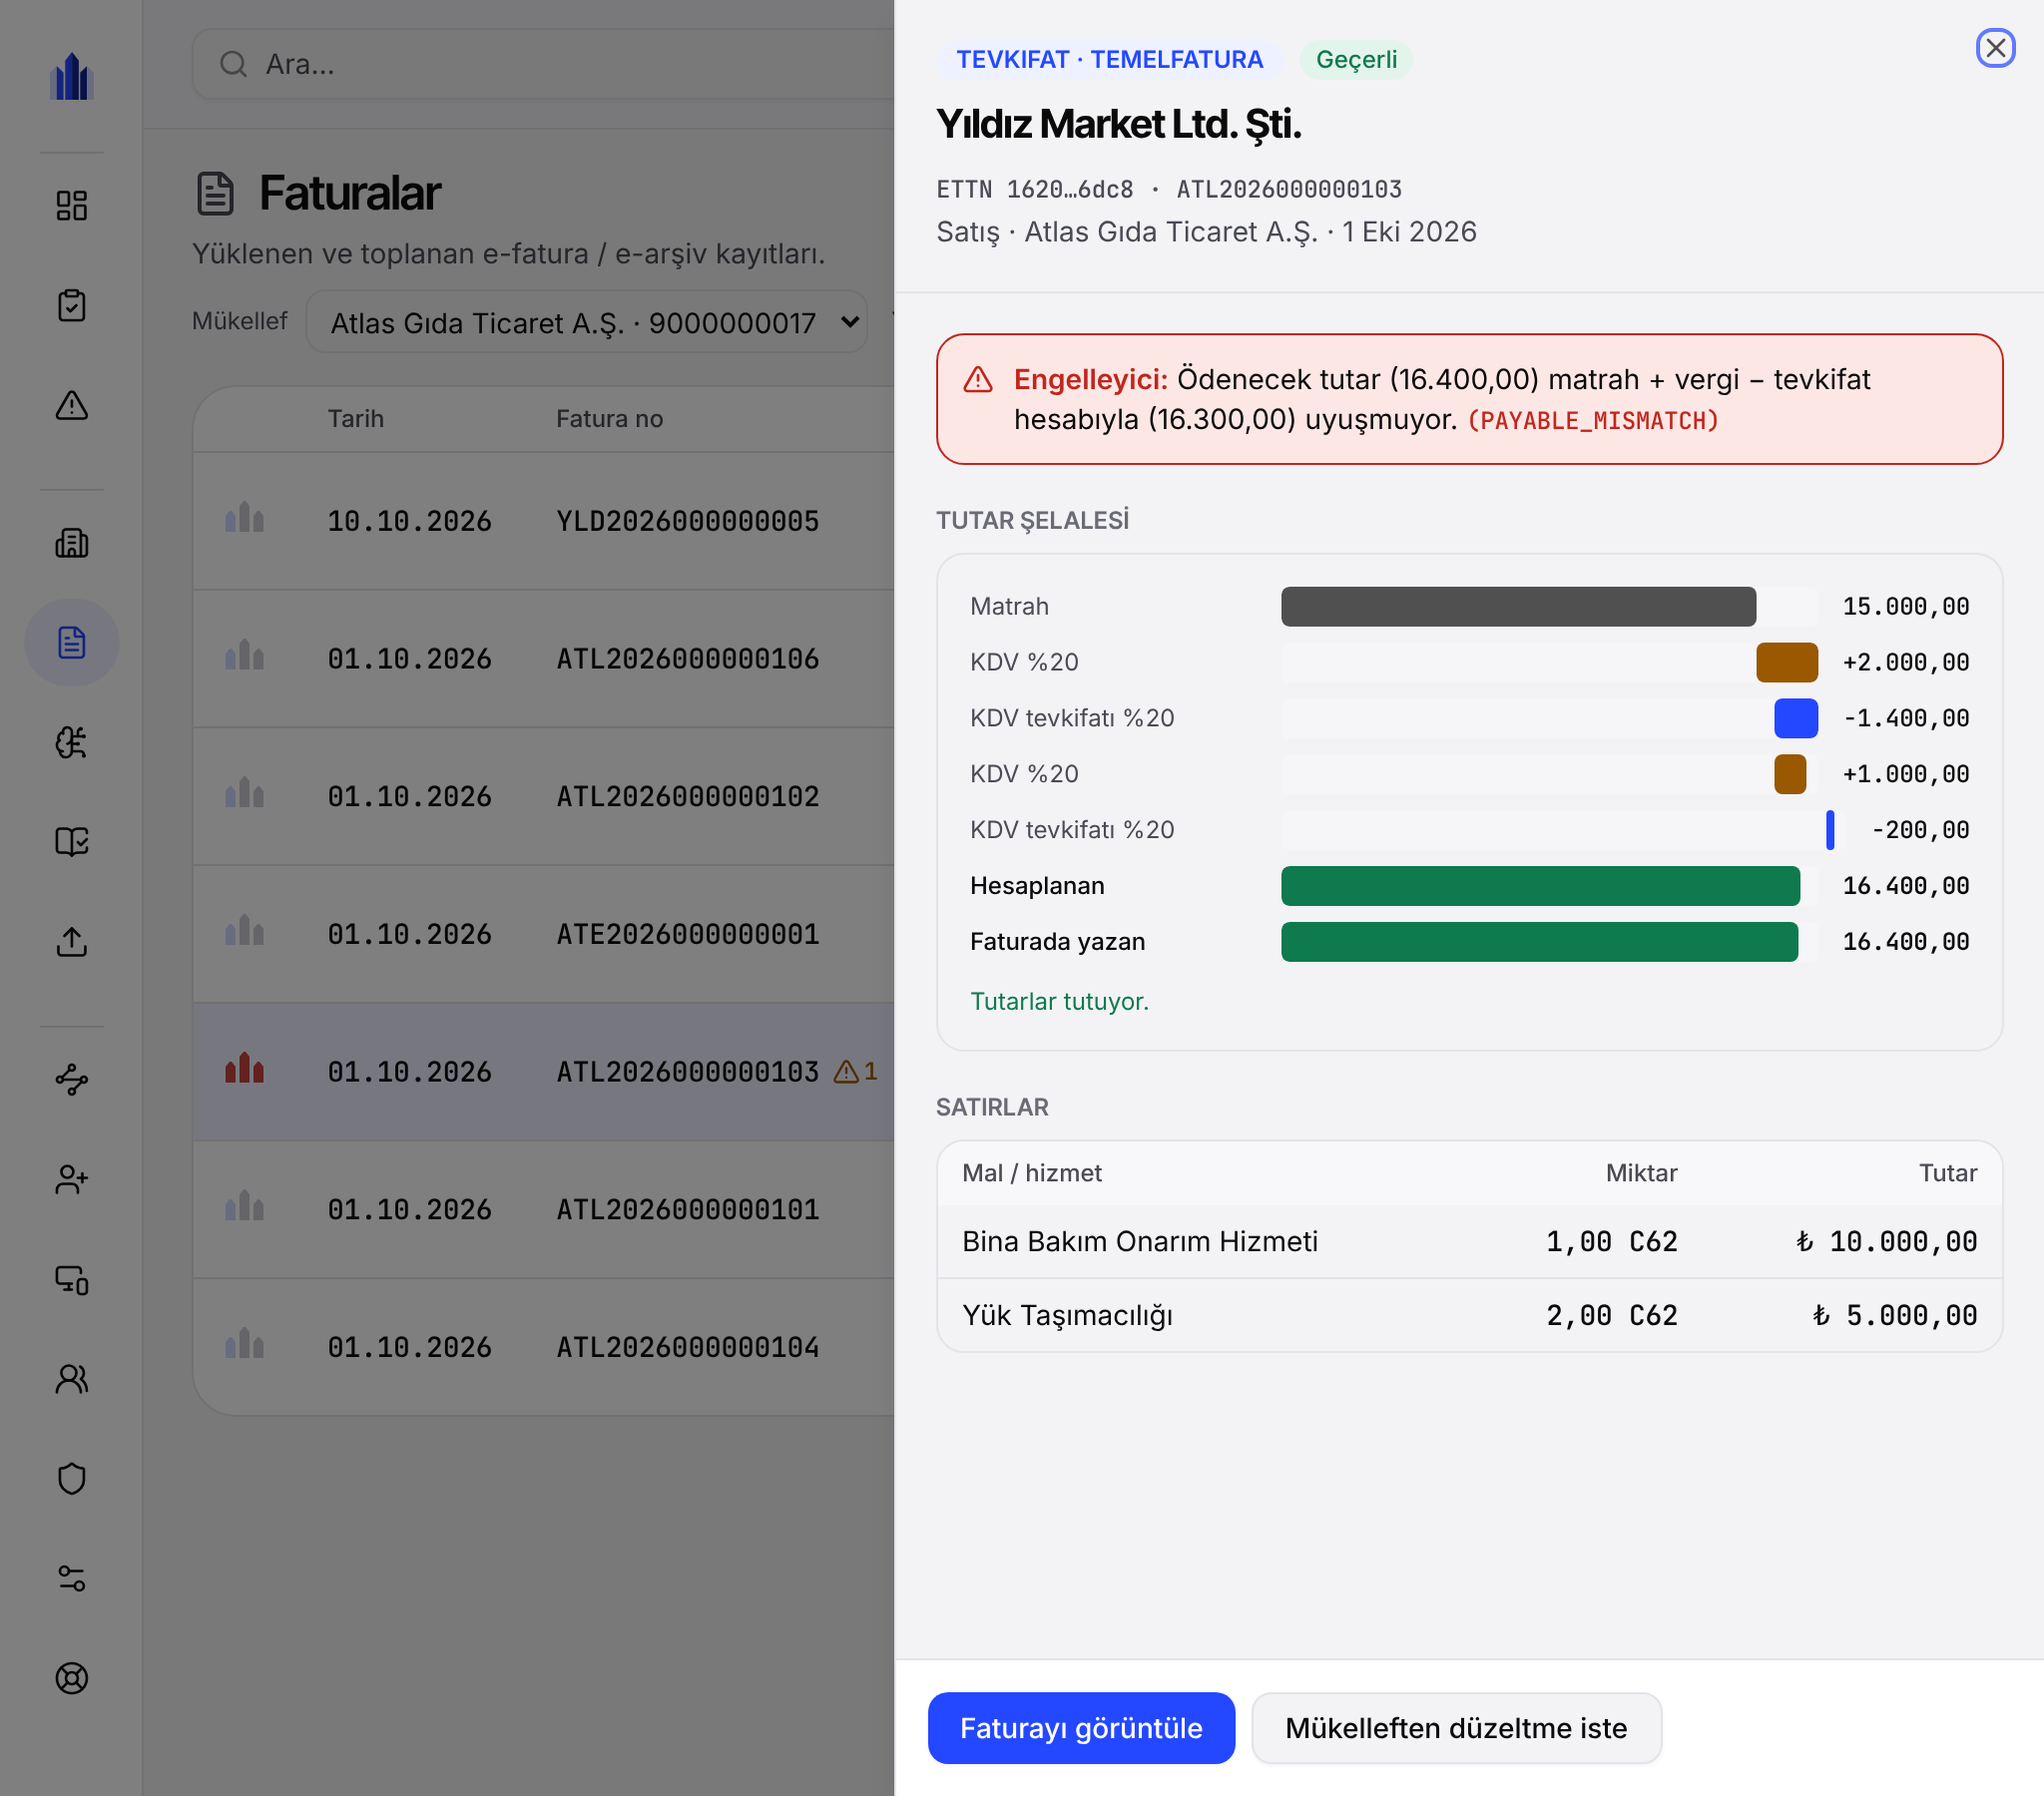 Ara...
Faturalar
Yüklenen ve toplanan e-fatura / e-arşiv kayıtları.
Mükellef
Atlas Gıda Ticaret A.Ş. · 9000000017
Tarih Fatura no
10.10.2026 YLD2026000000005
01.10.2026 ATL2026000000106
01.10.2026 ATL2026000000102
01.10.2026 ATE2026000000001
01.10.2026 ATL2026000000103 1
01.10.2026 ATL2026000000101
01.10.2026 ATL2026000000104
TEVKIFAT · TEMELFATURA Geçerli
Yıldız Market Ltd. Şti.
ETTN 1620…6dc8 · ATL2026000000103
Satış · Atlas Gıda Ticaret A.Ş. · 1 Eki 2026
Engelleyici: Ödenecek tutar (16.400,00) matrah + vergi − tevkifat
hesabıyla (16.300,00) uyuşmuyor. (PAYABLE_MISMATCH)
TUTAR ŞELALESİ
Matrah 15.000,00
KDV %20 +2.000,00
KDV tevkifatı %20 -1.400,00
KDV %20 +1.000,00
KDV tevkifatı %20 -200,00
Hesaplanan 16.400,00
Faturada yazan 16.400,00
Tutarlar tutuyor.
SATIRLAR
Mal / hizmet Miktar Tutar
Bina Bakım Onarım Hizmeti 1,00 C62 ₺ 10.000,00
Yük Taşımacılığı 2,00 C62 ₺ 5.000,00
Faturayı görüntüle
Mükelleften düzeltme iste